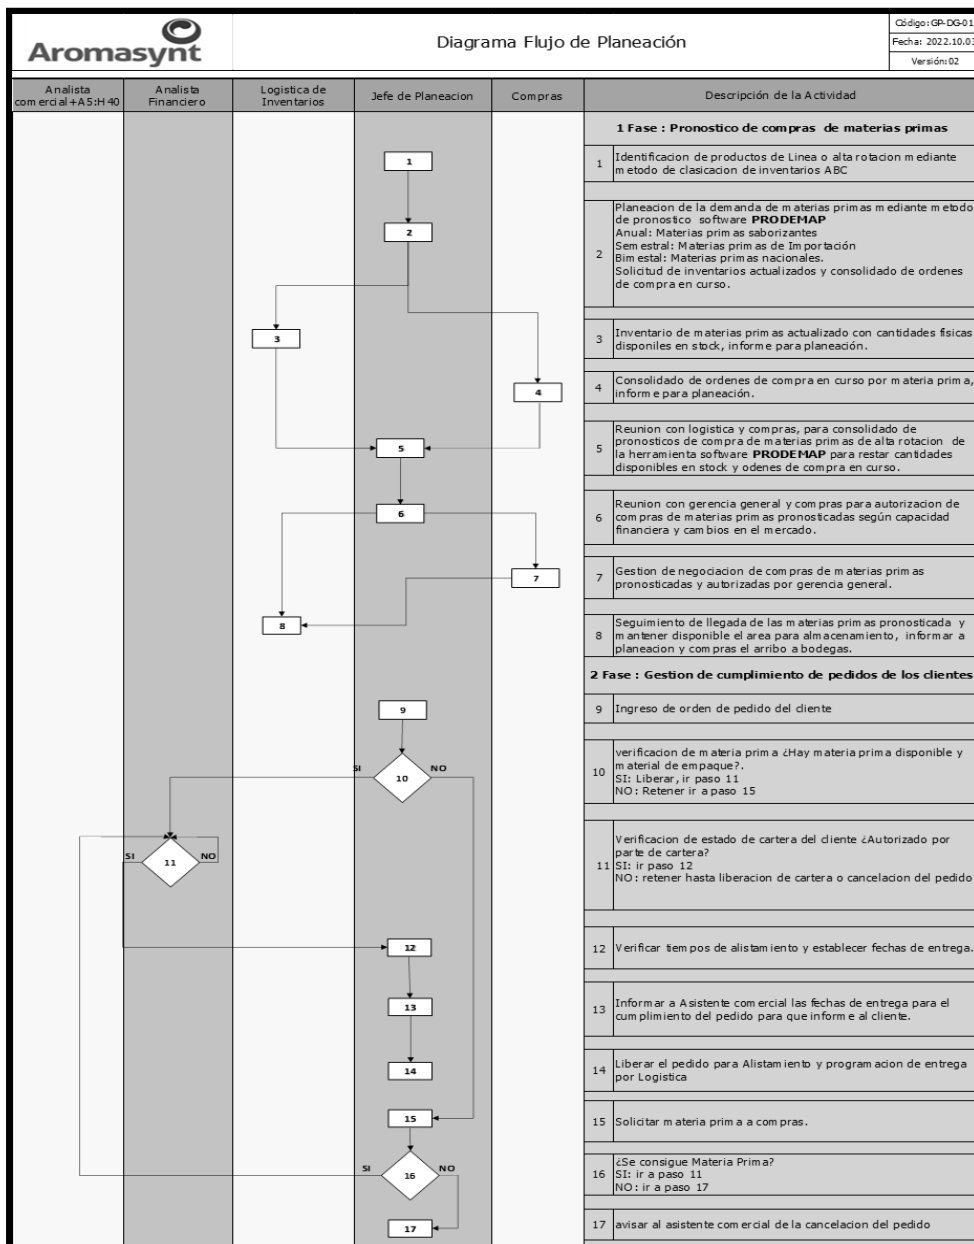 Aromasynt
Diagrama Flujo de Planeación
Código: GP-DG-01
Fecha: 2022.10.03
Versión: 02
Analista
comercial+A5:H40
Analista
Financiero
Logistica de
Inventarios
Jefe de Planeacion
Compras
Descripción de la Actividad
1 Fase : Pronostico de compras de materias primas
1
1
Identificacion de productos de Linea o alta rotacion mediante
metodo de clasicacion de inventarios ABC
2
2
Planeacion de la demanda de materias primas mediante metodo
de pronostico software PRODEMAP
Anual: Materias primas saborizantes
Semestral: Materias primas de Importación
Bimestal: Materias primas nacionales.
Solicitud de inventarios actualizados y consolidado de ordenes
de compra en curso.
3
3
Inventario de materias primas actualizado con cantidades físicas
disponiles en stock, informe para planeación.
4
4
Consolidado de ordenes de compra en curso por materia prima,
informe para planeación.
5
5
Reunion con logistica y compras, para consolidado de
pronosticos de compra de materias primas de alta rotacion de
la herramienta software PRODEMAP para restar cantidades
disponibles en stock y odenes de compra en curso.
6
6
Reunion con gerencia general y compras para autorizacion de
compras de materias primas pronosticadas según capacidad
financiera y cambios en el mercado.
7
7
Gestion de negociacion de compras de materias primas
pronosticadas y autorizadas por gerencia general.
8
8
Seguimiento de llegada de las materias primas pronosticada y
mantener disponible el area para almacenamiento, informar a
planeacion y compras el arribo a bodegas.
2 Fase : Gestion de cumplimiento de pedidos de los clientes
9
9
Ingreso de orden de pedido del cliente
SI
10
NO
10
verificacion de materia prima ¿Hay materia prima disponible y
material de empaque?.
SI: Liberar, ir paso 11
NO: Retener ir a paso 15
SI
11
NO
11
Verificacion de estado de cartera del cliente ¿Autorizado por
parte de cartera?
SI: ir paso 12
NO: retener hasta liberacion de cartera o cancelacion del pedido
12
12
Verificar tiempos de alistamiento y establecer fechas de entrega.
13
13
Informar a Asistente comercial las fechas de entrega para el
cumplimiento del pedido para que informe al cliente.
14
14
Liberar el pedido para Alistamiento y programacion de entrega
por Logistica
15
15
Solicitar materia prima a compras.
SI
16
NO
16
¿Se consigue Materia Prima?
SI: ir a paso 11
NO: ir a paso 17
17
17
avisar al asistente comercial de la cancelacion del pedido